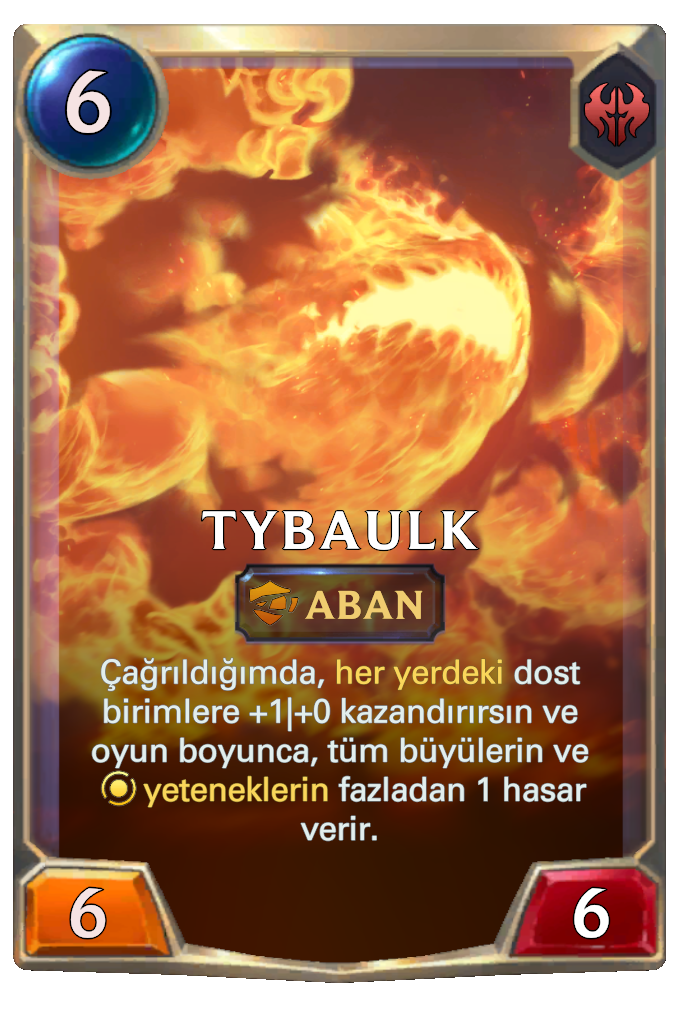 6
TYBAULK
ABAN
Çağrıldığımda, her yerdeki dost
birimlere +1|+0 kazandırırsın ve
oyun boyunca, tüm büyülerin ve
yeteneklerin fazladan 1 hasar
verir.
6
6